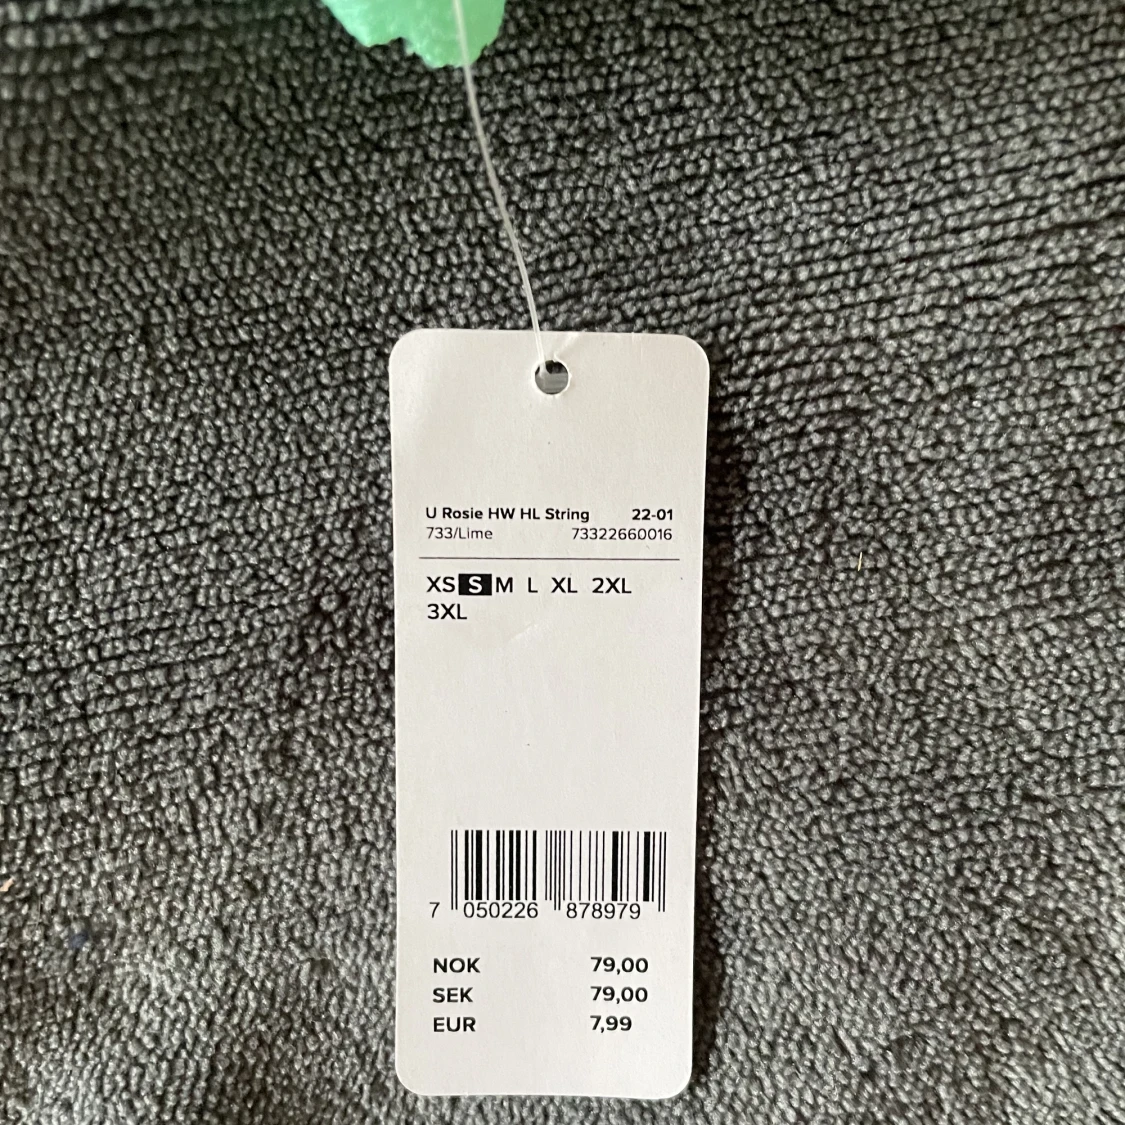 U Rosie HW HL String 22-01
733/Lime 73322660016
XS S M L XL 2XL
3XL
7 050226 878979
NOK 79,00
SEK 79,00
EUR 7,99